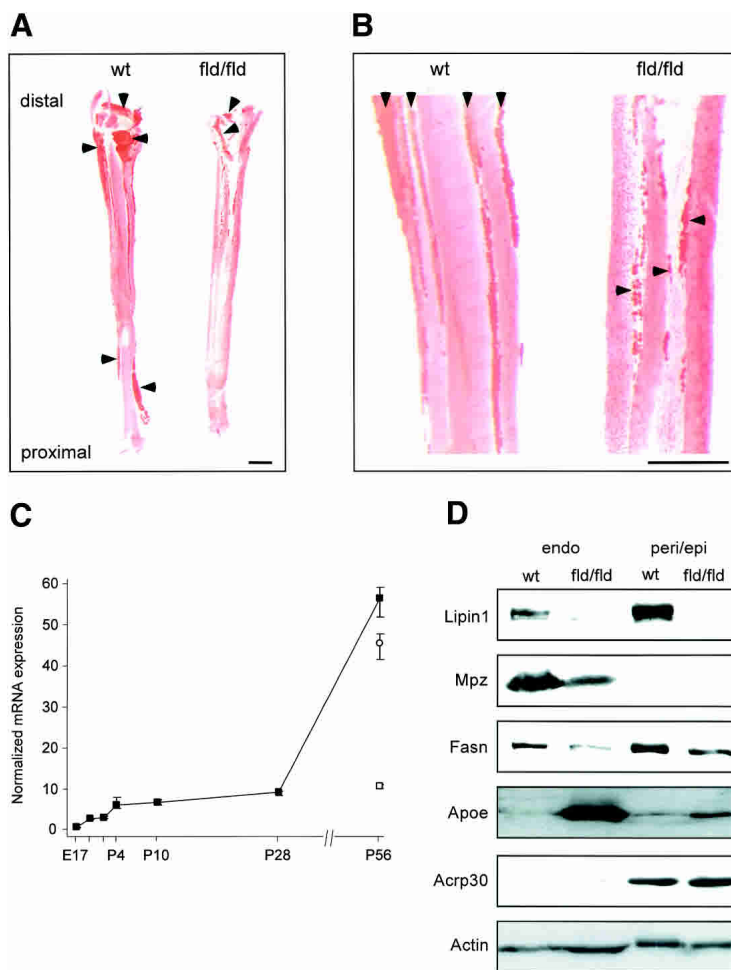 A
wt
fld/fld
distal
proximal
B
wt
fld/fld
C
Normalized mRNA expression
60
50
40
30
20
10
0
E17
P4
P10
P28
P56
D
endo
peri/epi
wt
fld/fld
wt
fld/fld
Lipin1
Mpz
Fasn
Apoe
Acrp30
Actin